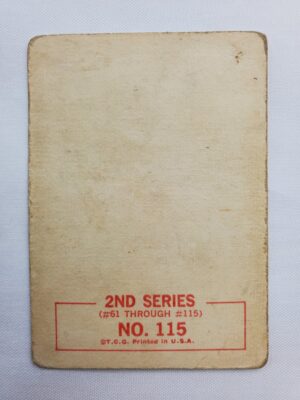 2ND SERIES
(#61 THROUGH #115)
NO. 115
©T.C.G. Printed in U.S.A.